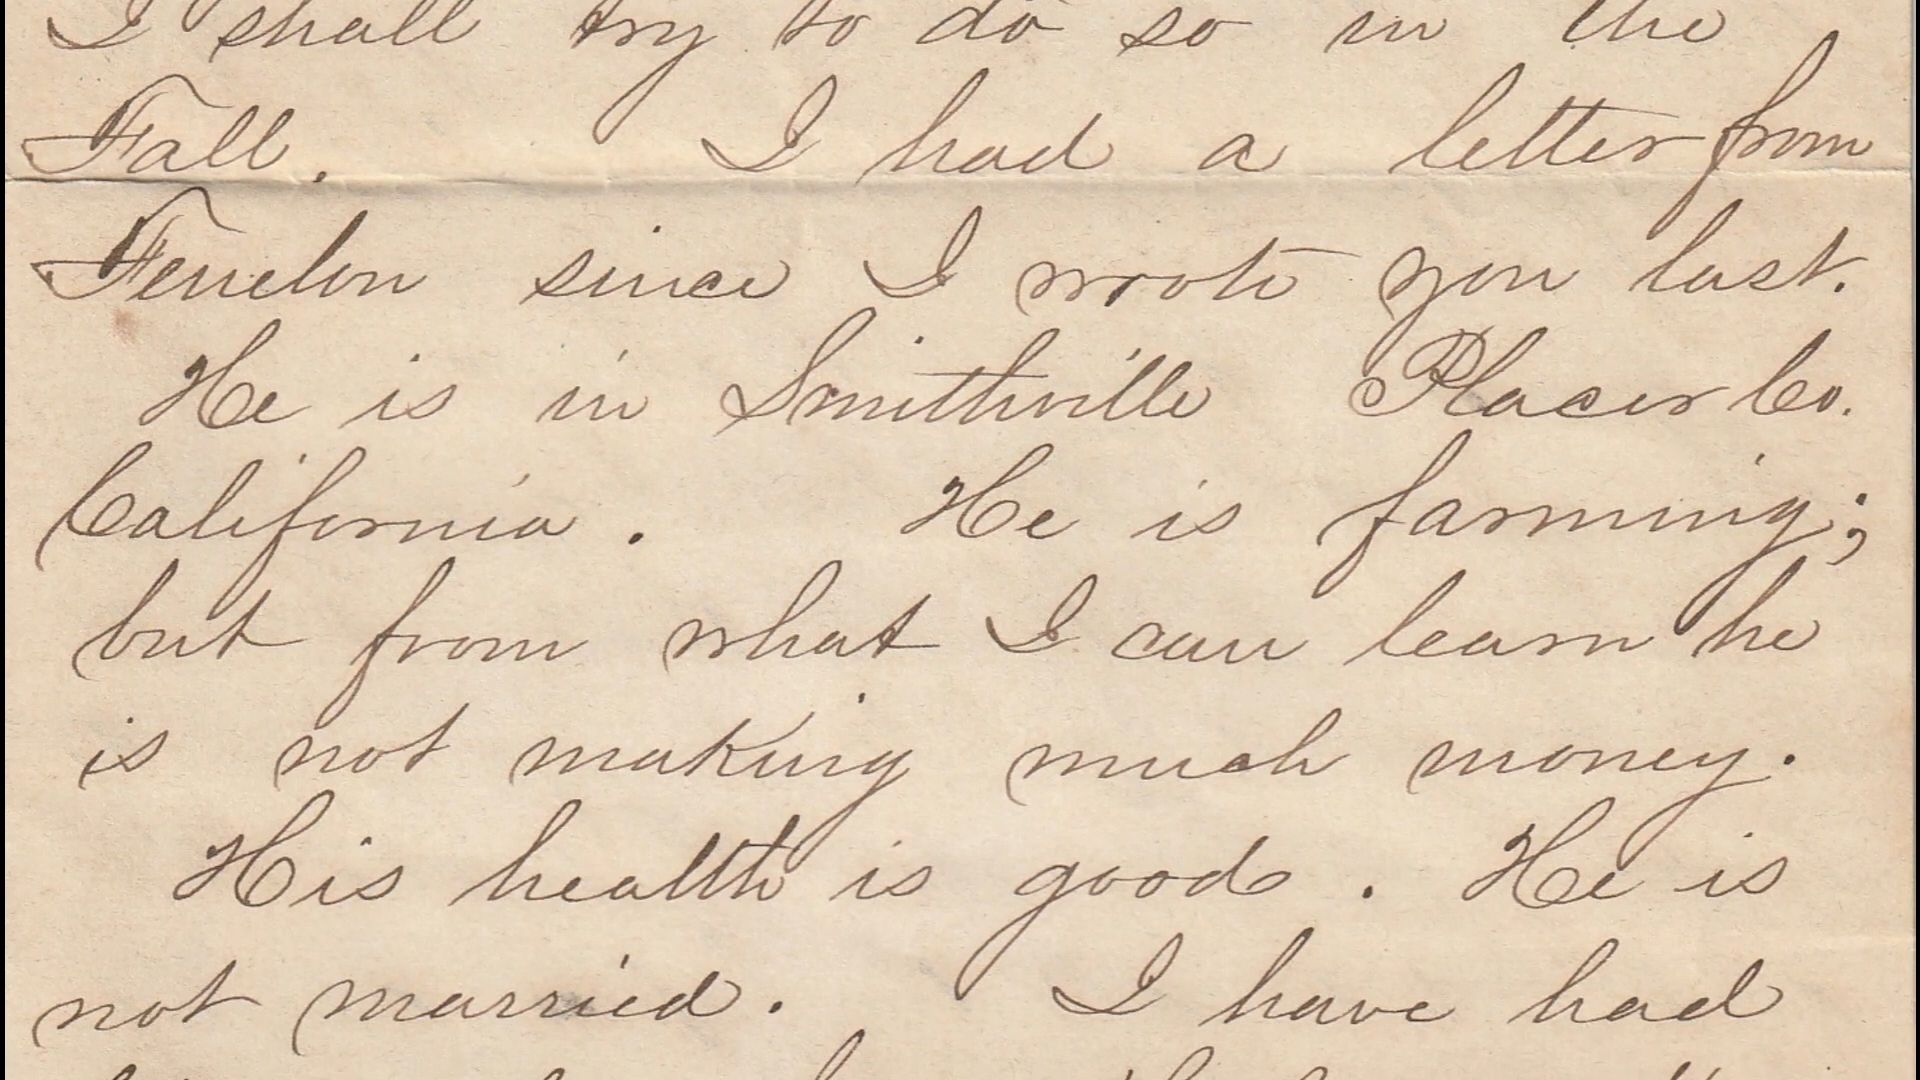 I shall try to do so in the
Fall. I had a letter from
Fenelon since I wrote you last.
He is in Smithville Placer Co.
California. He is farming;
but from what I can learn he
is not making much money.
His health is good. He is
not married. I have had